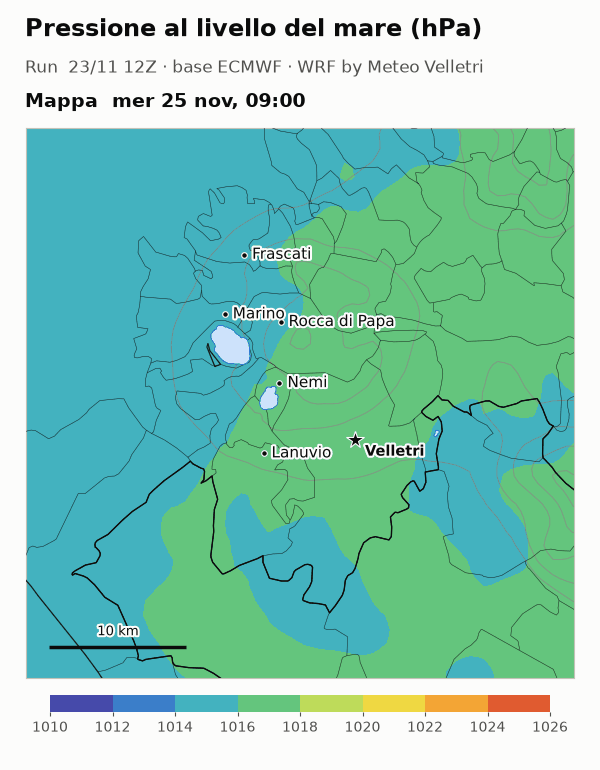 Pressione al livello del mare (hPa)
Run  23/11 12Z · base ECMWF · WRF by Meteo Velletri
Mappa  mer 25 nov, 09:00
Frascati
Marino
Rocca di Papa
Nemi
Velletri
Lanuvio
10 km
1010 1012 1014 1016 1018 1020 1022 1024 1026